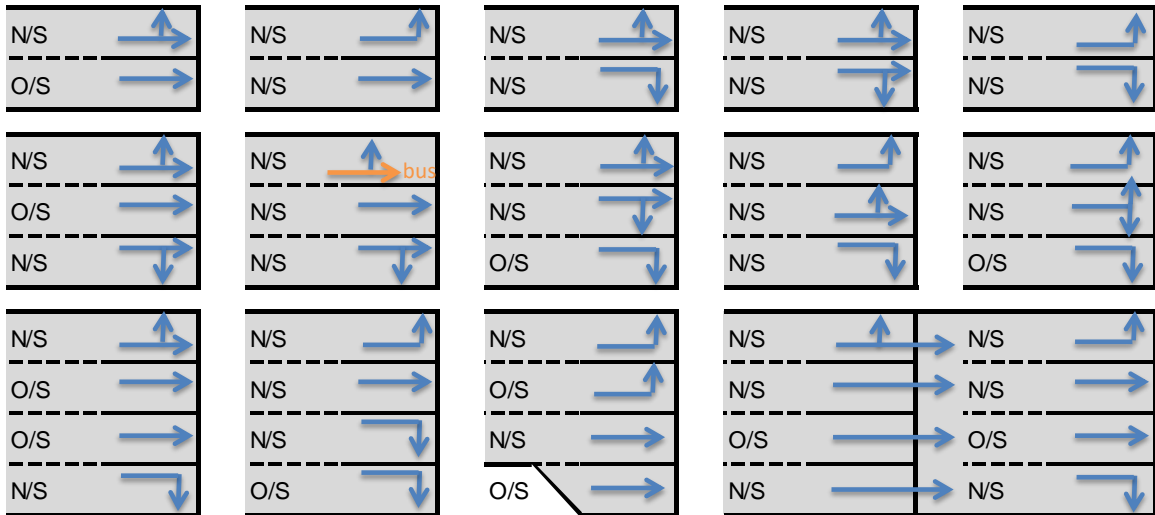 N/S N/S N/S N/S N/S
O/S N/S N/S N/S N/S
N/S N/S bus N/S N/S N/S
O/S N/S N/S N/S N/S
N/S N/S O/S N/S O/S
N/S N/S N/S N/S N/S
O/S N/S O/S N/S N/S
O/S N/S N/S O/S O/S
N/S O/S O/S N/S N/S